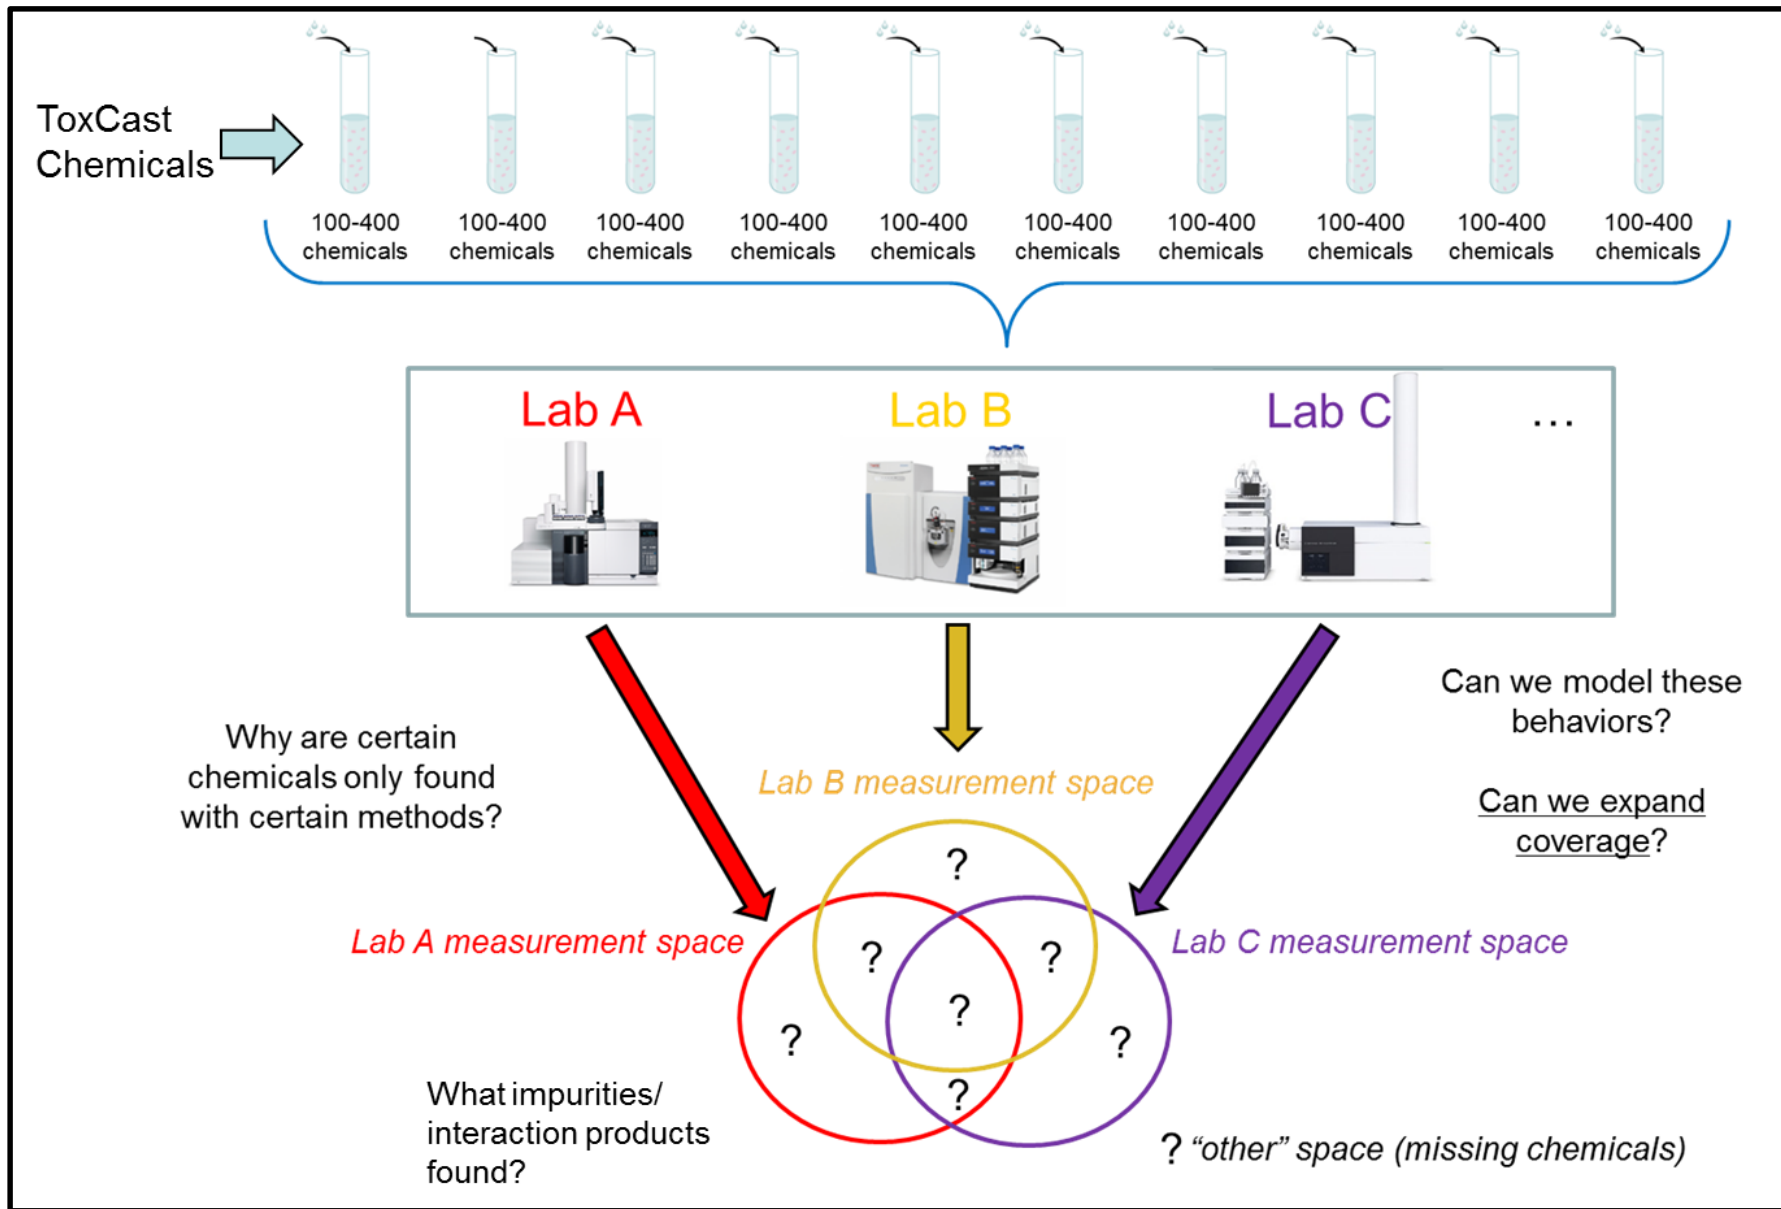 ToxCast
Chemicals
100-400
chemicals
100-400
chemicals
100-400
chemicals
100-400
chemicals
100-400
chemicals
100-400
chemicals
100-400
chemicals
100-400
chemicals
100-400
chemicals
100-400
chemicals
Lab A
Lab B
Lab C
...
Why are certain
chemicals only found
with certain methods?
Can we model these
behaviors?
Can we expand
coverage?
Lab B measurement space
Lab A measurement space
Lab C measurement space
?
?
?
?
?
?
?
What impurities/
interaction products
found?
? “other” space (missing chemicals)